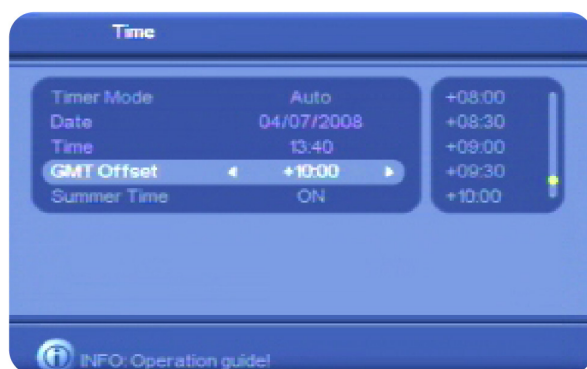 Time
Timer Mode Auto
Date 04/07/2008
Time 13:40
GMT Offset +10:00
Summer Time ON
+08:00
+08:30
+09:00
+09:30
+10:00
INFO: Operation guide!